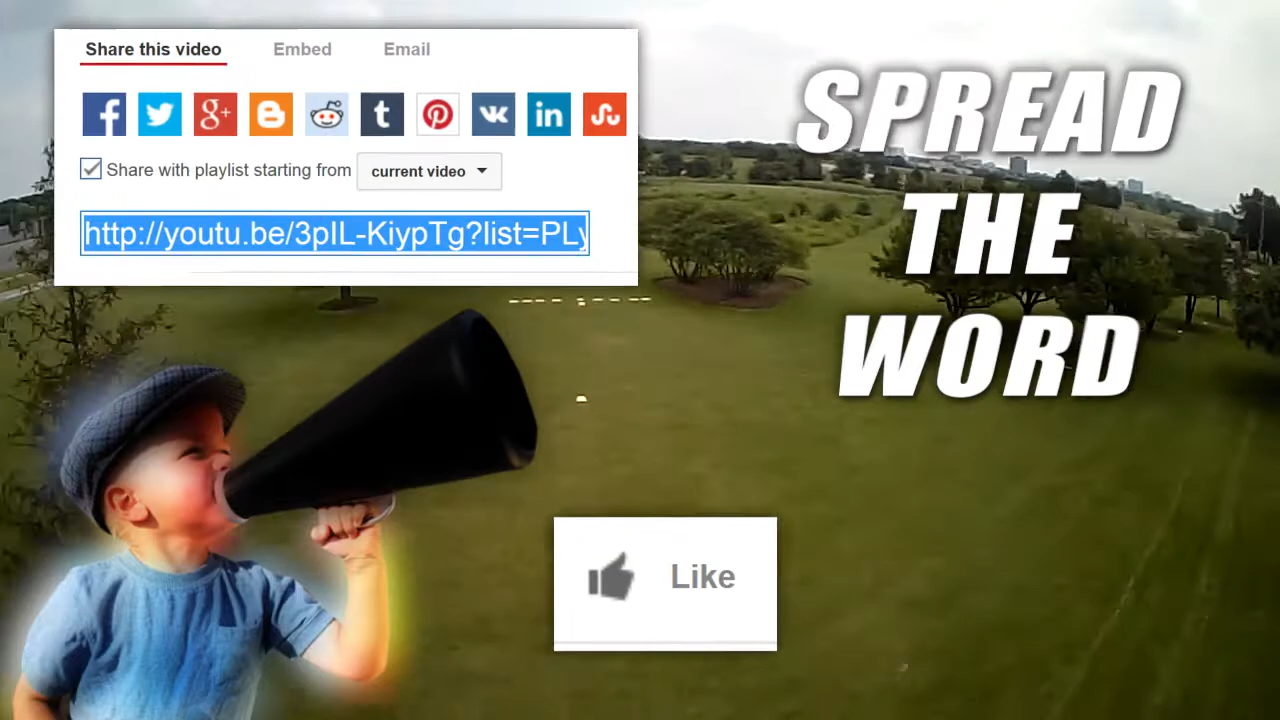 Share this video Embed Email
Share with playlist starting from current video
http://youtu.be/3pIL-KiypTg?list=PLy
SPREAD
THE
WORD
Like